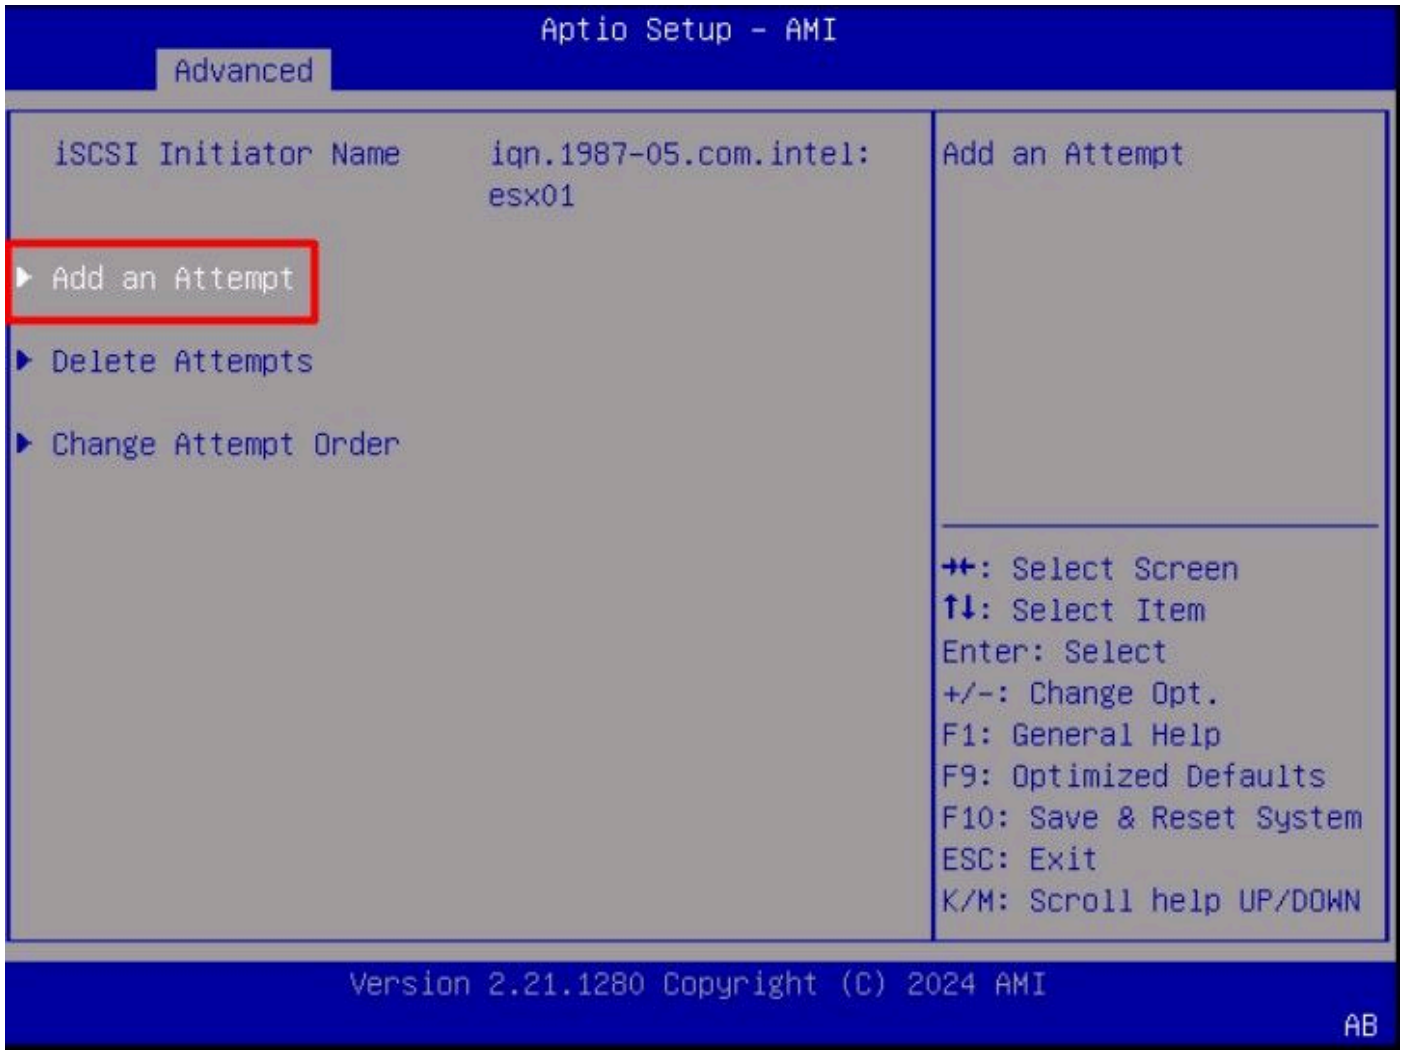 Aptio Setup – AMI
Advanced
iSCSI Initiator Name iqn.1987-05.com.intel:
esx01
Add an Attempt
Delete Attempts
Change Attempt Order
Add an Attempt
→←: Select Screen
↑↓: Select Item
Enter: Select
+/-: Change Opt.
F1: General Help
F9: Optimized Defaults
F10: Save & Reset System
ESC: Exit
K/M: Scroll help UP/DOWN
Version 2.21.1280 Copyright (C) 2024 AMI
AB